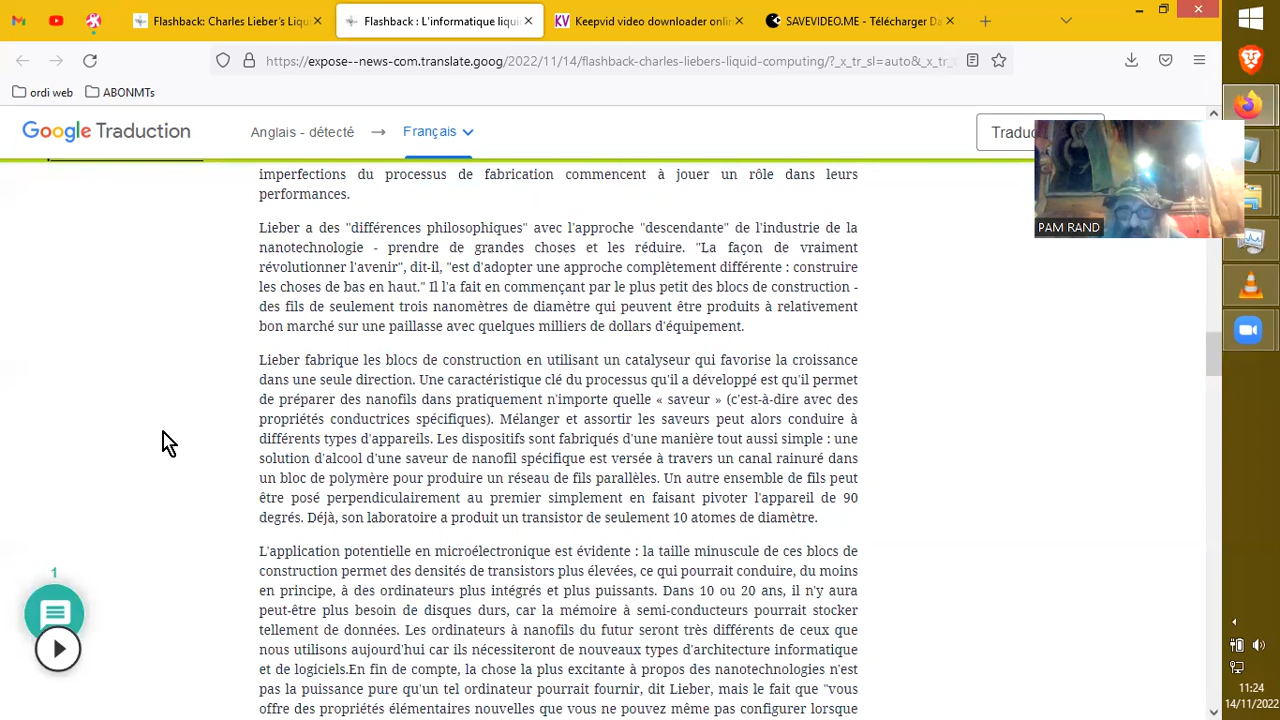 Flashback: Charles Lieber's Liqu
Flashback : L'informatique liqui
Keepvid video downloader onlin
SAVEVIDEO.ME - Télécharger Da
https://expose--news-com.translate.goog/2022/11/14/flashback-charles-liebers-liquid-computing/?_x_tr_sl=auto&_x_tr_
ordi web
ABONMTs
Google Traduction
Anglais - détecté
Français
Traduc
PAM RAND
imperfections du processus de fabrication commencent à jouer un rôle dans leurs
performances.
Lieber a des "différences philosophiques" avec l'approche "descendante" de l'industrie de la
nanotechnologie - prendre de grandes choses et les réduire. "La façon de vraiment
révolutionner l'avenir", dit-il, "est d'adopter une approche complètement différente : construire
les choses de bas en haut." Il l'a fait en commençant par le plus petit des blocs de construction -
des fils de seulement trois nanomètres de diamètre qui peuvent être produits à relativement
bon marché sur une paillasse avec quelques milliers de dollars d'équipement.
Lieber fabrique les blocs de construction en utilisant un catalyseur qui favorise la croissance
dans une seule direction. Une caractéristique clé du processus qu'il a développé est qu'il permet
de préparer des nanofils dans pratiquement n'importe quelle « saveur » (c'est-à-dire avec des
propriétés conductrices spécifiques). Mélanger et assortir les saveurs peut alors conduire à
différents types d'appareils. Les dispositifs sont fabriqués d'une manière tout aussi simple : une
solution d'alcool d'une saveur de nanofil spécifique est versée à travers un canal rainuré dans
un bloc de polymère pour produire un réseau de fils parallèles. Un autre ensemble de fils peut
être posé perpendiculairement au premier simplement en faisant pivoter l'appareil de 90
degrés. Déjà, son laboratoire a produit un transistor de seulement 10 atomes de diamètre.
L'application potentielle en microélectronique est évidente : la taille minuscule de ces blocs de
construction permet des densités de transistors plus élevées, ce qui pourrait conduire, du moins
en principe, à des ordinateurs plus intégrés et plus puissants. Dans 10 ou 20 ans, il n'y aura
peut-être plus besoin de disques durs, car la mémoire à semi-conducteurs pourrait stocker
tellement de données. Les ordinateurs à nanofils du futur seront très différents de ceux que
nous utilisons aujourd'hui car ils nécessiteront de nouveaux types d'architecture informatique
et de logiciels.En fin de compte, la chose la plus excitante à propos des nanotechnologies n'est
pas la puissance pure qu'un tel ordinateur pourrait fournir, dit Lieber, mais le fait que "vous
offre des propriétés élémentaires nouvelles que vous ne pouvez même pas configurer lorsque
1
11:24
14/11/2022